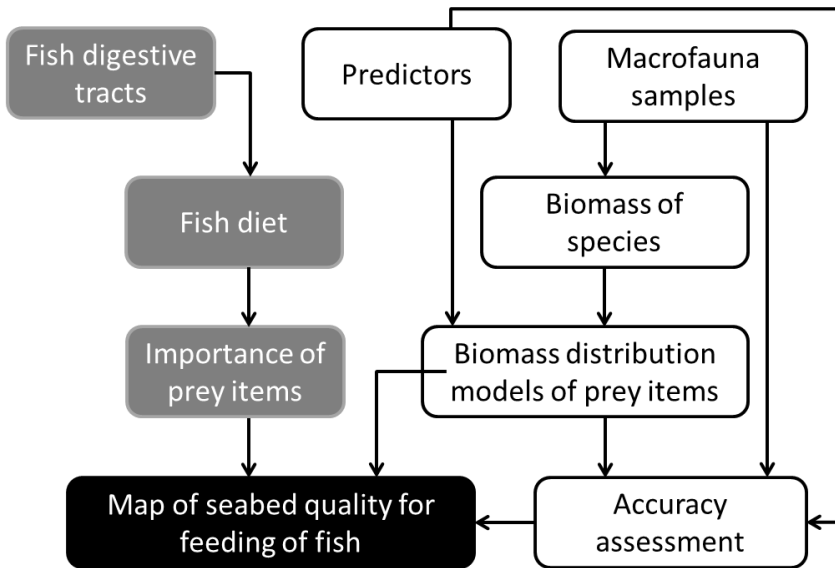 Fish digestive
tracts
Predictors
Macrofauna
samples
Fish diet
Biomass of
species
Importance of
prey items
Biomass distribution
models of prey items
Map of seabed quality for
feeding of fish
Accuracy
assessment